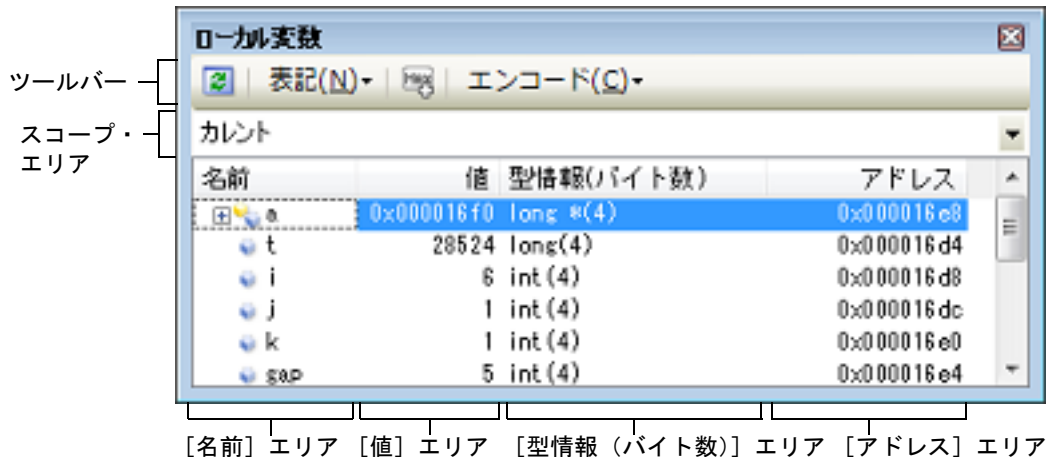 ローカル変数
ツールバー
表記(N) Hex エンコード(C)
スコープ・
エリア
カレント
名前 値 型情報(バイト数) アドレス
a 0x000016f0 long *(4) 0x000016e8
t 28524 long(4) 0x000016d4
i 6 int(4) 0x000016d8
j 1 int(4) 0x000016dc
k 1 int(4) 0x000016e0
gap 5 int(4) 0x000016e4
［名前］エリア ［値］エリア ［型情報（バイト数）］エリア ［アドレス］エリア